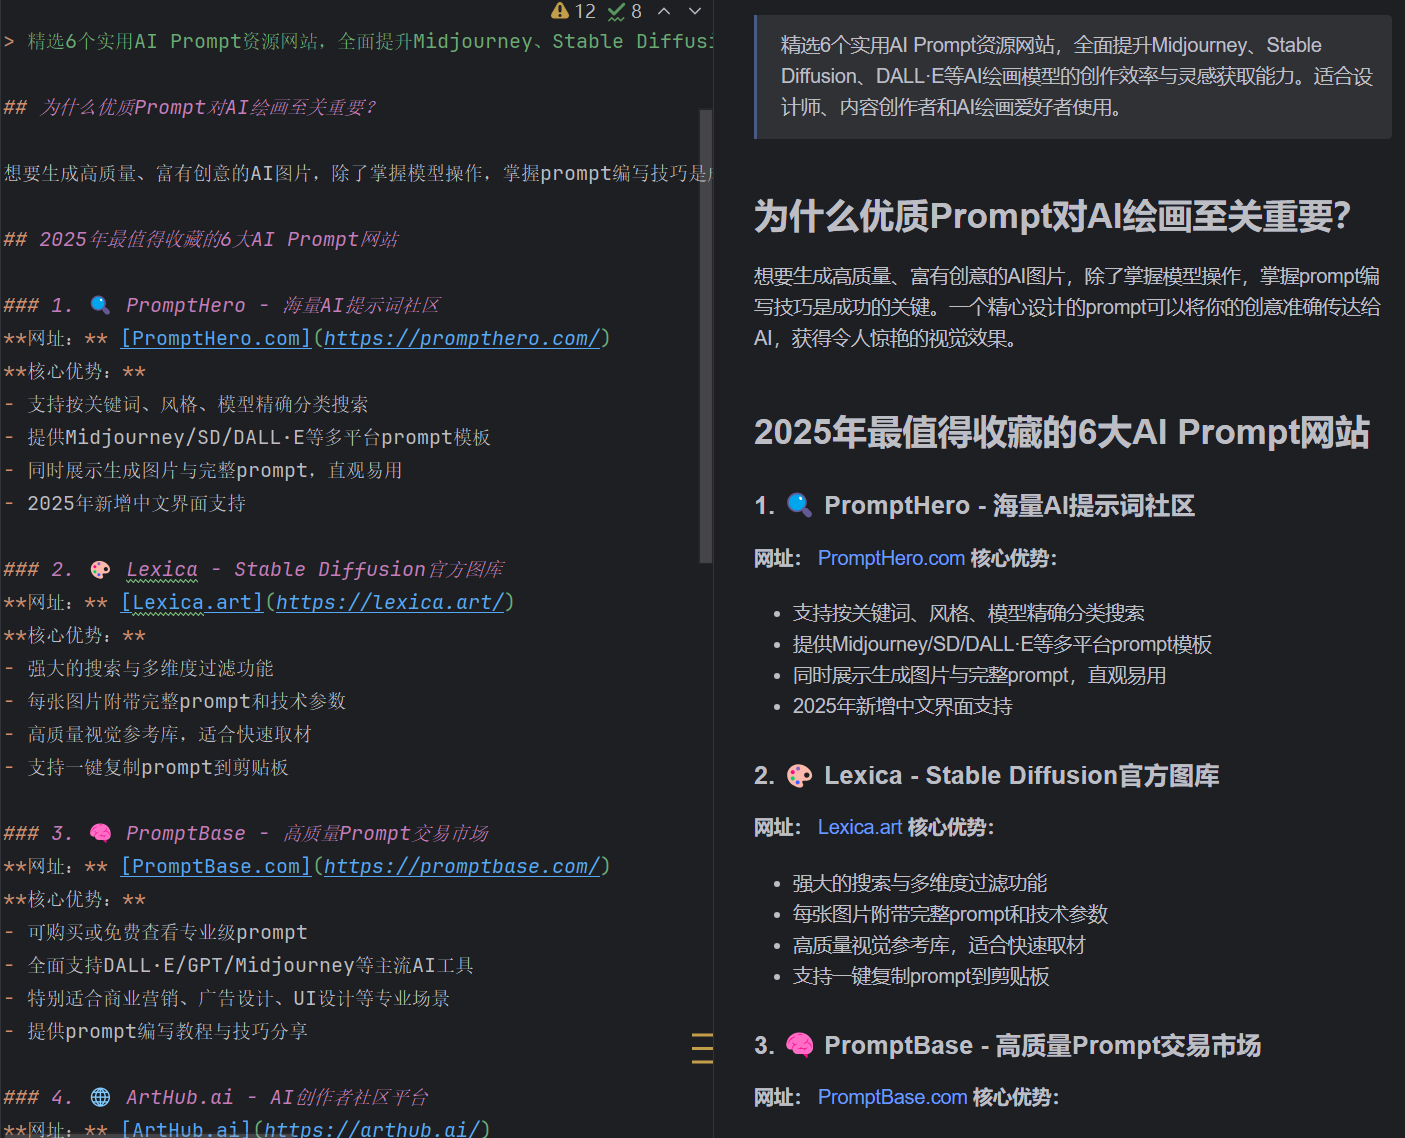 12 8
> 精选6个实用AI Prompt资源网站，全面提升Midjourney、Stable Diffus
## 为什么优质Prompt对AI绘画至关重要？
想要生成高质量、富有创意的AI图片，除了掌握模型操作，掌握prompt编写技巧是
## 2025年最值得收藏的6大AI Prompt网站
### 1. 🔍 PromptHero - 海量AI提示词社区
**网址：** [PromptHero.com](https://prompthero.com/)
**核心优势：**
- 支持按关键词、风格、模型精确分类搜索
- 提供Midjourney/SD/DALL·E等多平台prompt模板
- 同时展示生成图片与完整prompt，直观易用
- 2025年新增中文界面支持
### 2. 🎨 Lexica - Stable Diffusion官方图库
**网址：** [Lexica.art](https://lexica.art/)
**核心优势：**
- 强大的搜索与多维度过滤功能
- 每张图片附带完整prompt和技术参数
- 高质量视觉参考库，适合快速取材
- 支持一键复制prompt到剪贴板
### 3. 🧠 PromptBase - 高质量Prompt交易市场
**网址：** [PromptBase.com](https://promptbase.com/)
**核心优势：**
- 可购买或免费查看专业级prompt
- 全面支持DALL·E/GPT/Midjourney等主流AI工具
- 特别适合商业营销、广告设计、UI设计等专业场景
- 提供prompt编写教程与技巧分享
### 4. 🌐 ArtHub.ai - AI创作者社区平台
**网址：** [ArtHub.ai](https://arthub.ai/)
精选6个实用AI Prompt资源网站，全面提升Midjourney、Stable
Diffusion、DALL·E等AI绘画模型的创作效率与灵感获取能力。适合设
计师、内容创作者和AI绘画爱好者使用。
为什么优质Prompt对AI绘画至关重要？
想要生成高质量、富有创意的AI图片，除了掌握模型操作，掌握prompt编
写技巧是成功的关键。一个精心设计的prompt可以将你的创意准确传达给
AI，获得令人惊艳的视觉效果。
2025年最值得收藏的6大AI Prompt网站
1. 🔍 PromptHero - 海量AI提示词社区
网址： PromptHero.com 核心优势：
• 支持按关键词、风格、模型精确分类搜索
• 提供Midjourney/SD/DALL·E等多平台prompt模板
• 同时展示生成图片与完整prompt，直观易用
• 2025年新增中文界面支持
2. 🎨 Lexica - Stable Diffusion官方图库
网址： Lexica.art 核心优势：
• 强大的搜索与多维度过滤功能
• 每张图片附带完整prompt和技术参数
• 高质量视觉参考库，适合快速取材
• 支持一键复制prompt到剪贴板
3. 🧠 PromptBase - 高质量Prompt交易市场
网址： PromptBase.com 核心优势：